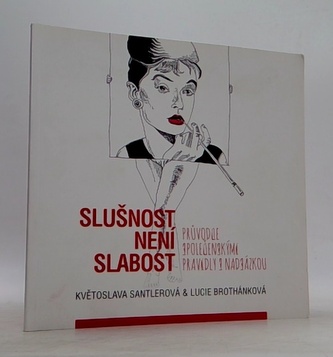 SLUŠNOST
NENÍ
SLABOST
PRŮVODCE
SPOLEČENSKÝMI
PRAVIDLY S NADSÁZKOU
KVĚTOSLAVA SANTLEROVÁ & LUCIE BROTHÁNKOVÁ